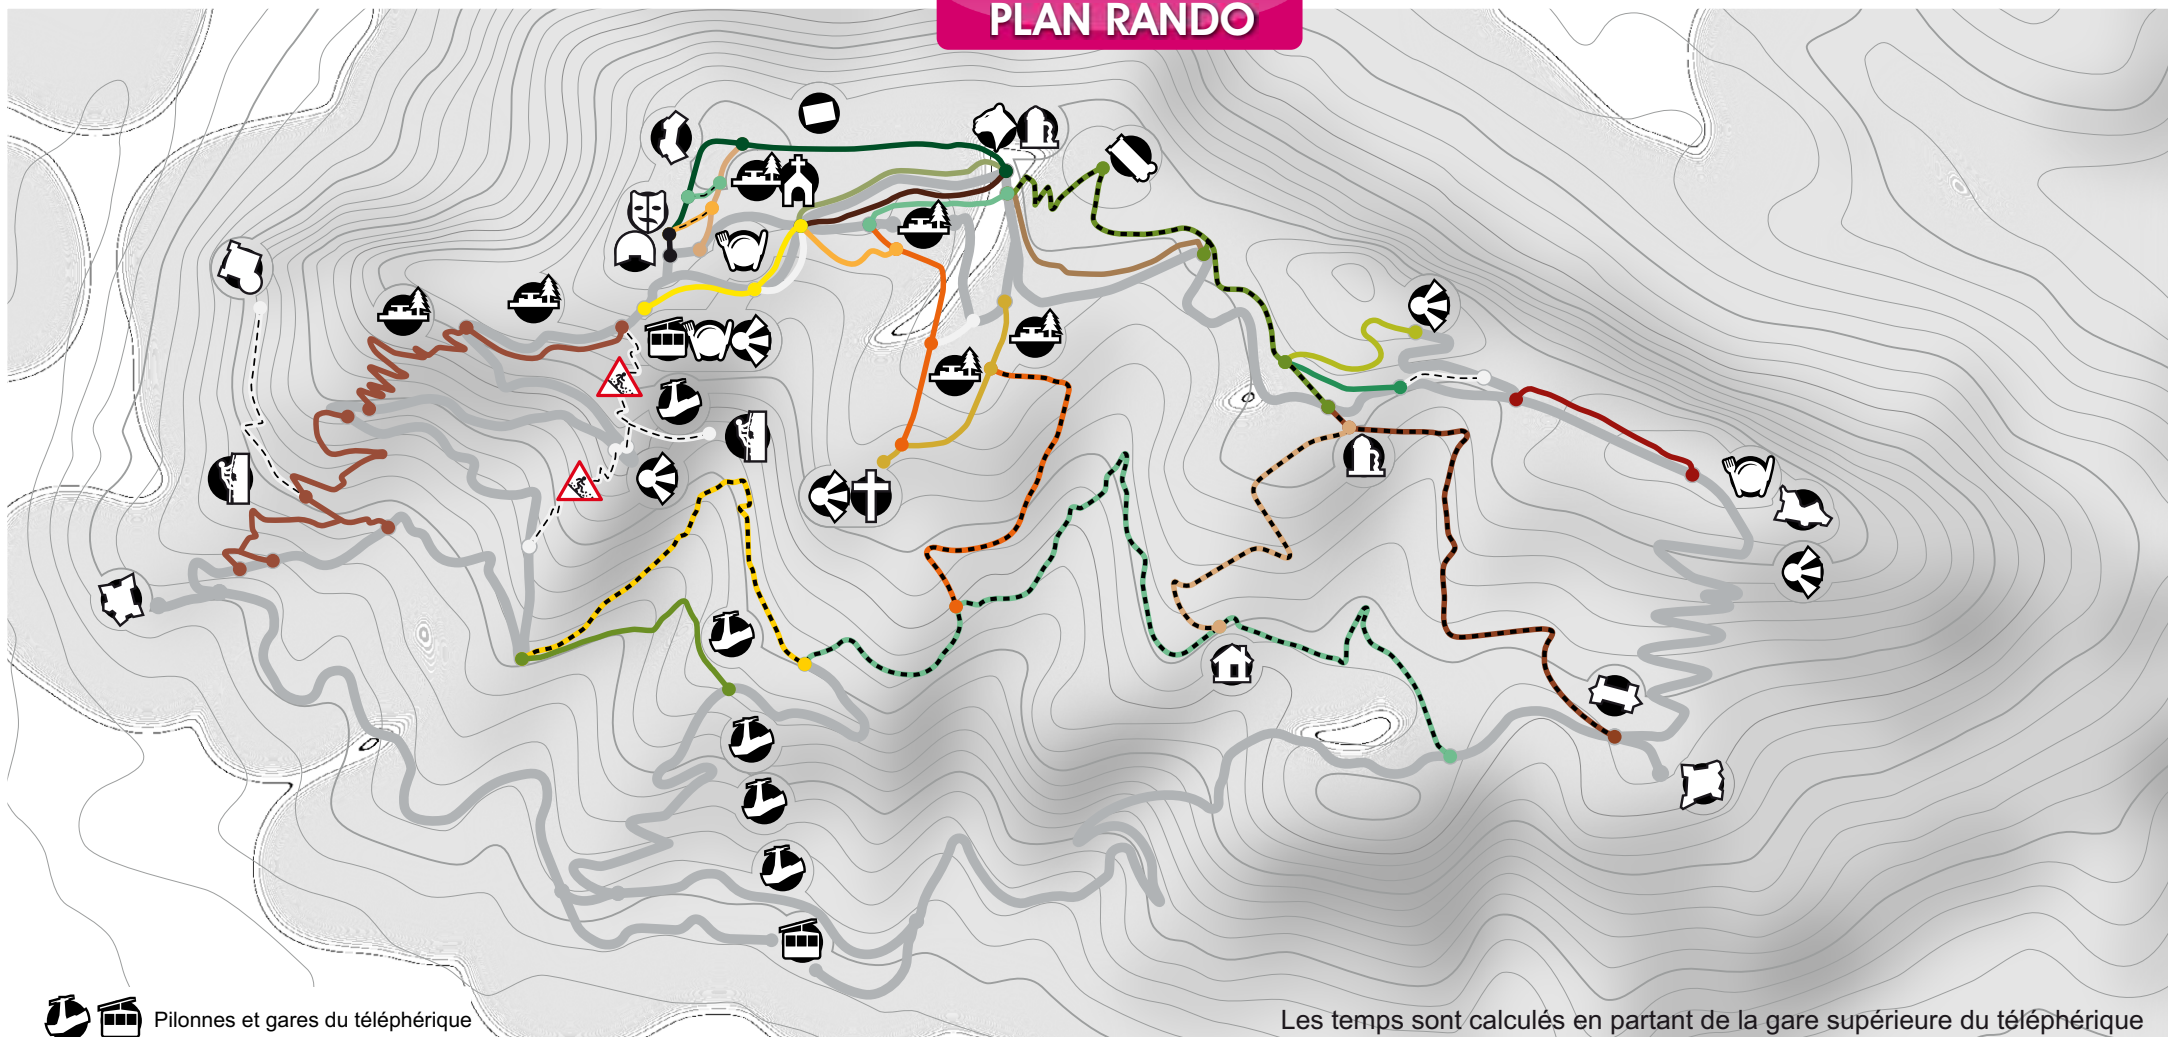 PLAN RANDO
Pilonnes et gares du téléphérique
Les temps sont calculés en partant de la gare supérieure du téléphérique